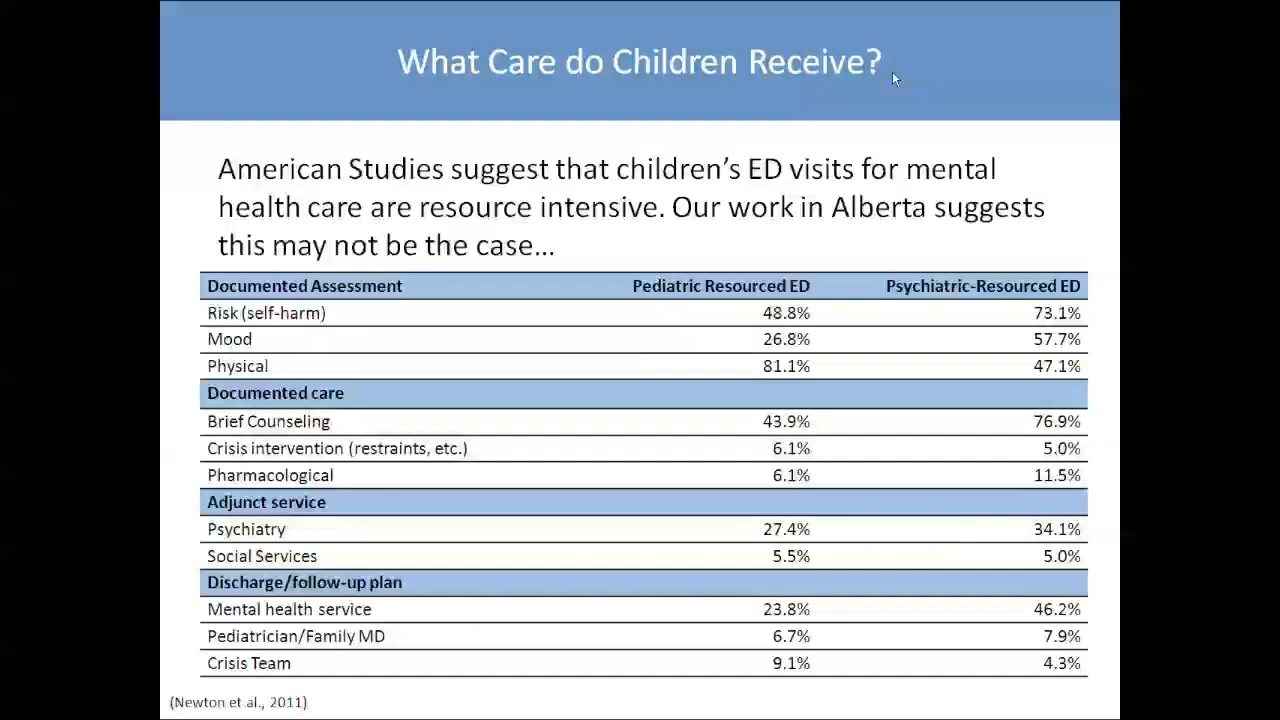 What Care do Children Receive?
American Studies suggest that children's ED visits for mental
health care are resource intensive. Our work in Alberta suggests
this may not be the case...
Documented Assessment Pediatric Resourced ED Psychiatric-Resourced ED
Risk (self-harm) 48.8% 73.1%
Mood 26.8% 57.7%
Physical 81.1% 47.1%
Documented care
Brief Counseling 43.9% 76.9%
Crisis intervention (restraints, etc.) 6.1% 5.0%
Pharmacological 6.1% 11.5%
Adjunct service
Psychiatry 27.4% 34.1%
Social Services 5.5% 5.0%
Discharge/follow-up plan
Mental health service 23.8% 46.2%
Pediatrician/Family MD 6.7% 7.9%
Crisis Team 9.1% 4.3%
(Newton et al., 2011)